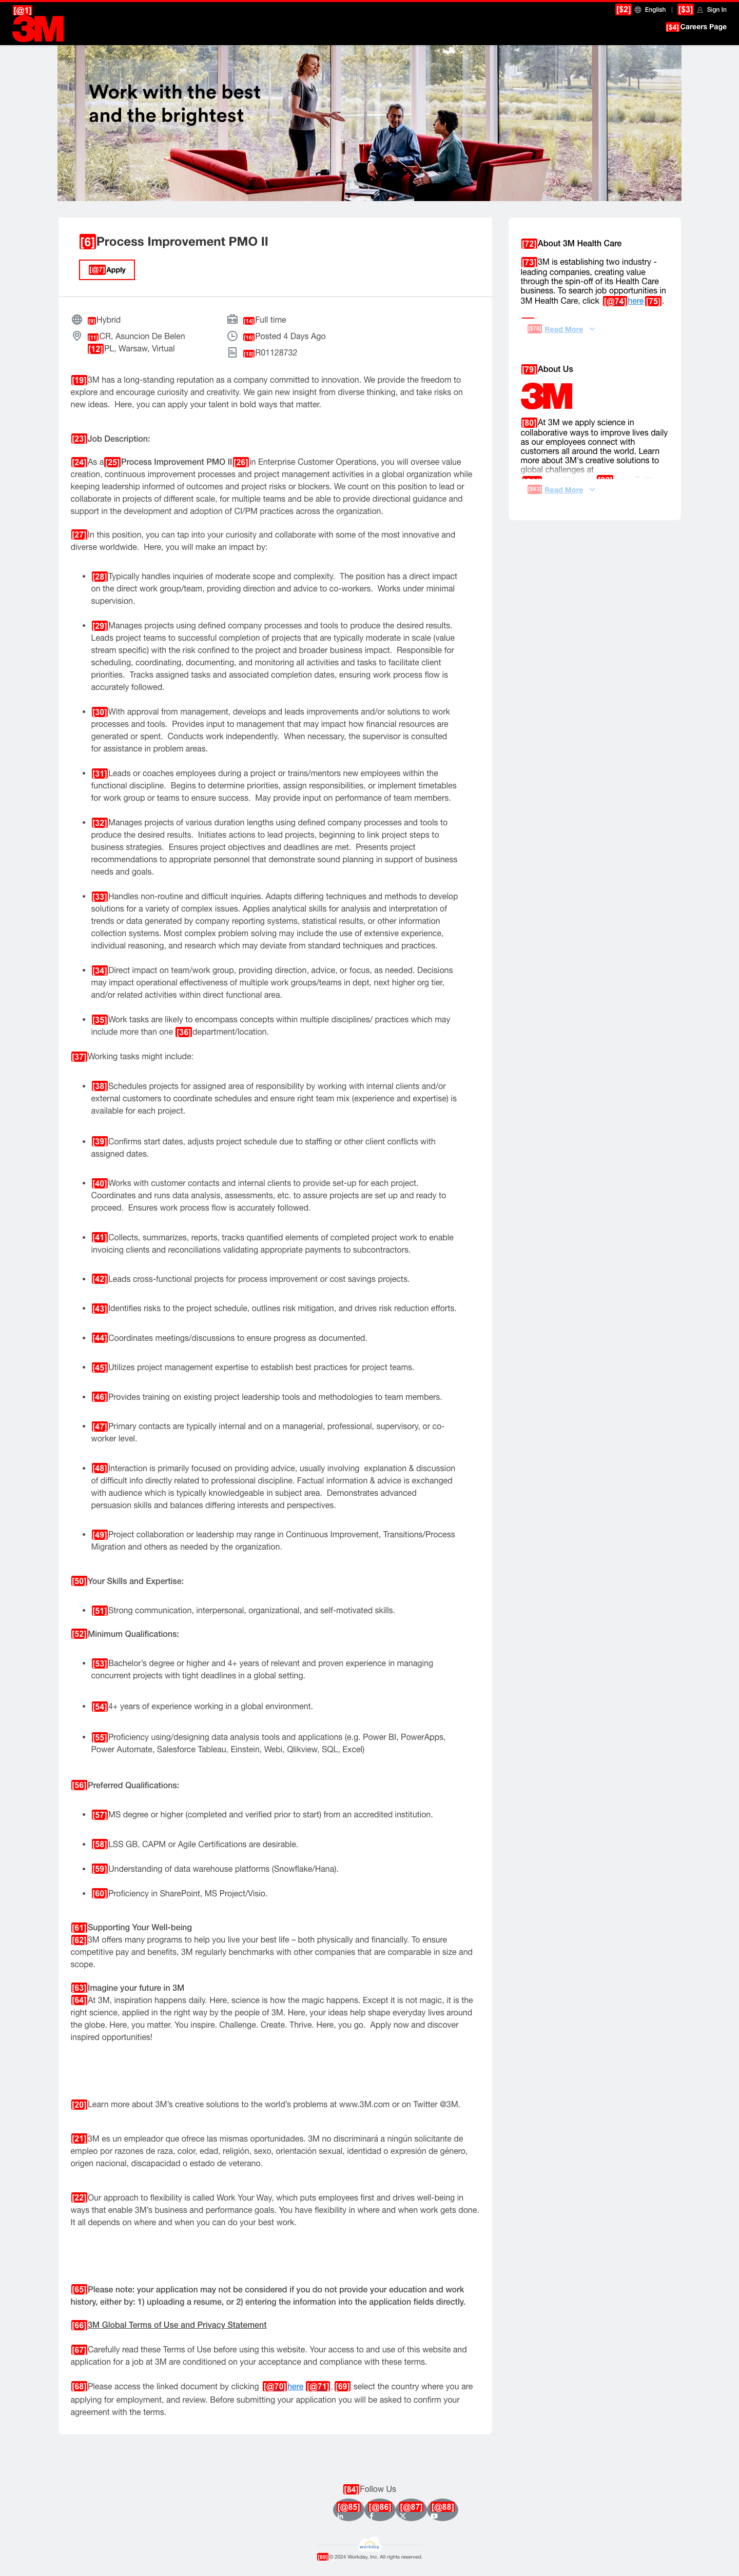 [@1]
3M
[$2] English | [$3] Sign In
[$4] Careers Page
Work with the best
and the brightest
[6] Process Improvement PMO II
[@7] Apply
[9] Hybrid
[11] CR, Asuncion De Belen
[12] PL, Warsaw, Virtual
[14] Full time
[16] Posted 4 Days Ago
[18] R01128732
[19] 3M has a long-standing reputation as a company committed to innovation. We provide the freedom to
explore and encourage curiosity and creativity. We gain new insight from diverse thinking, and take risks on
new ideas.  Here, you can apply your talent in bold ways that matter.
[23] Job Description:
[24] As a [25] Process Improvement PMO II [26] in Enterprise Customer Operations, you will oversee value
creation, continuous improvement processes and project management activities in a global organization while
keeping leadership informed of outcomes and project risks or blockers. We count on this position to lead or
collaborate in projects of different scale, for multiple teams and be able to provide directional guidance and
support in the development and adoption of CI/PM practices across the organization.
[27] In this position, you can tap into your curiosity and collaborate with some of the most innovative and
diverse worldwide.  Here, you will make an impact by:
• [28] Typically handles inquiries of moderate scope and complexity.  The position has a direct impact
on the direct work group/team, providing direction and advice to co-workers.  Works under minimal
supervision.
• [29] Manages projects using defined company processes and tools to produce the desired results.
Leads project teams to successful completion of projects that are typically moderate in scale (value
stream specific) with the risk confined to the project and broader business impact.  Responsible for
scheduling, coordinating, documenting, and monitoring all activities and tasks to facilitate client
priorities.  Tracks assigned tasks and associated completion dates, ensuring work process flow is
accurately followed.
• [30] With approval from management, develops and leads improvements and/or solutions to work
processes and tools.  Provides input to management that may impact how financial resources are
generated or spent.  Conducts work independently.  When necessary, the supervisor is consulted
for assistance in problem areas.
• [31] Leads or coaches employees during a project or trains/mentors new employees within the
functional discipline.  Begins to determine priorities, assign responsibilities, or implement timetables
for work group or teams to ensure success.  May provide input on performance of team members.
• [32] Manages projects of various duration lengths using defined company processes and tools to
produce the desired results.  Initiates actions to lead projects, beginning to link project steps to
business strategies.  Ensures project objectives and deadlines are met.  Presents project
recommendations to appropriate personnel that demonstrate sound planning in support of business
needs and goals.
• [33] Handles non-routine and difficult inquiries. Adapts differing techniques and methods to develop
solutions for a variety of complex issues. Applies analytical skills for analysis and interpretation of
trends or data generated by company reporting systems, statistical results, or other information
collection systems. Most complex problem solving may include the use of extensive experience,
individual reasoning, and research which may deviate from standard techniques and practices.
• [34] Direct impact on team/work group, providing direction, advice, or focus, as needed. Decisions
may impact operational effectiveness of multiple work groups/teams in dept, next higher org tier,
and/or related activities within direct functional area.
• [35] Work tasks are likely to encompass concepts within multiple disciplines/ practices which may
include more than one [36] department/location.
[37] Working tasks might include:
• [38] Schedules projects for assigned area of responsibility by working with internal clients and/or
external customers to coordinate schedules and ensure right team mix (experience and expertise) is
available for each project.
• [39] Confirms start dates, adjusts project schedule due to staffing or other client conflicts with
assigned dates.
• [40] Works with customer contacts and internal clients to provide set-up for each project.
Coordinates and runs data analysis, assessments, etc. to assure projects are set up and ready to
proceed.  Ensures work process flow is accurately followed.
• [41] Collects, summarizes, reports, tracks quantified elements of completed project work to enable
invoicing clients and reconciliations validating appropriate payments to subcontractors.
• [42] Leads cross-functional projects for process improvement or cost savings projects.
• [43] Identifies risks to the project schedule, outlines risk mitigation, and drives risk reduction efforts.
• [44] Coordinates meetings/discussions to ensure progress as documented.
• [45] Utilizes project management expertise to establish best practices for project teams.
• [46] Provides training on existing project leadership tools and methodologies to team members.
• [47] Primary contacts are typically internal and on a managerial, professional, supervisory, or co-
worker level.
• [48] Interaction is primarily focused on providing advice, usually involving  explanation & discussion
of difficult info directly related to professional discipline. Factual information & advice is exchanged
with audience which is typically knowledgeable in subject area.  Demonstrates advanced
persuasion skills and balances differing interests and perspectives.
• [49] Project collaboration or leadership may range in Continuous Improvement, Transitions/Process
Migration and others as needed by the organization.
[50] Your Skills and Expertise:
• [51] Strong communication, interpersonal, organizational, and self-motivated skills.
[52] Minimum Qualifications:
• [53] Bachelor's degree or higher and 4+ years of relevant and proven experience in managing
concurrent projects with tight deadlines in a global setting.
• [54] 4+ years of experience working in a global environment.
• [55] Proficiency using/designing data analysis tools and applications (e.g. Power BI, PowerApps,
Power Automate, Salesforce Tableau, Einstein, Webi, Qlikview, SQL, Excel)
[56] Preferred Qualifications:
• [57] MS degree or higher (completed and verified prior to start) from an accredited institution.
• [58] LSS GB, CAPM or Agile Certifications are desirable.
• [59] Understanding of data warehouse platforms (Snowflake/Hana).
• [60] Proficiency in SharePoint, MS Project/Visio.
[61] Supporting Your Well-being
[62] 3M offers many programs to help you live your best life – both physically and financially. To ensure
competitive pay and benefits, 3M regularly benchmarks with other companies that are comparable in size and
scope.
[63] Imagine your future in 3M
[64] At 3M, inspiration happens daily. Here, science is how the magic happens. Except it is not magic, it is the
right science, applied in the right way by the people of 3M. Here, your ideas help shape everyday lives around
the globe. Here, you matter. You inspire. Challenge. Create. Thrive. Here, you go.  Apply now and discover
inspired opportunities!
[20] Learn more about 3M's creative solutions to the world's problems at www.3M.com or on Twitter @3M.
[21] 3M es un empleador que ofrece las mismas oportunidades. 3M no discriminará a ningún solicitante de
empleo por razones de raza, color, edad, religión, sexo, orientación sexual, identidad o expresión de género,
origen nacional, discapacidad o estado de veterano.
[22] Our approach to flexibility is called Work Your Way, which puts employees first and drives well-being in
ways that enable 3M's business and performance goals. You have flexibility in where and when work gets done.
It all depends on where and when you can do your best work.
[65] Please note: your application may not be considered if you do not provide your education and work
history, either by: 1) uploading a resume, or 2) entering the information into the application fields directly.
[66] 3M Global Terms of Use and Privacy Statement
[67] Carefully read these Terms of Use before using this website. Your access to and use of this website and
application for a job at 3M are conditioned on your acceptance and compliance with these terms.
[68] Please access the linked document by clicking [@70] here [@71], [69] select the country where you are
applying for employment, and review. Before submitting your application you will be asked to confirm your
agreement with the terms.
[72] About 3M Health Care
[73] 3M is establishing two industry -
leading companies, creating value
through the spin-off of its Health Care
business. To search job opportunities in
3M Health Care, click [@74] here [75].
[$78] Read More
[79] About Us
3M
[80] At 3M we apply science in
collaborative ways to improve lives daily
as our employees connect with
customers all around the world. Learn
more about 3M's creative solutions to
global challenges at
[$83] Read More
[84] Follow Us
[@85] [@86] [@87] [@88]
workday
[89] © 2024 Workday, Inc. All rights reserved.